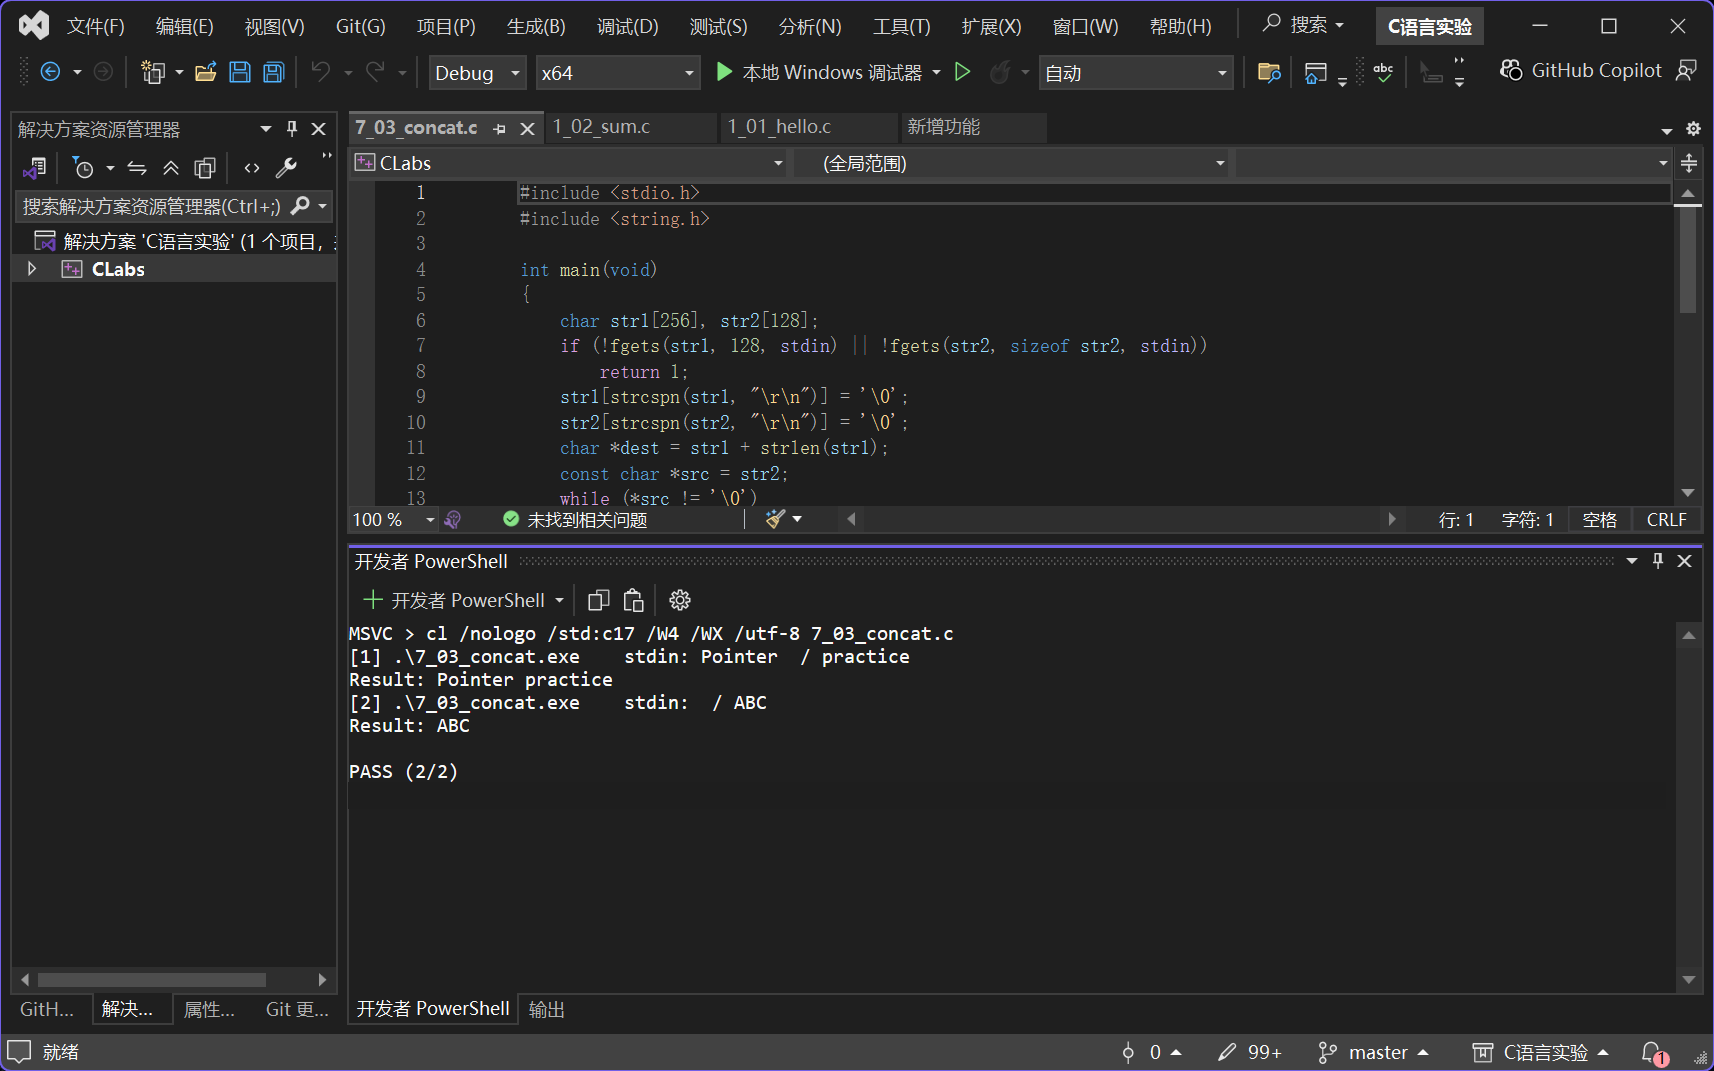 文件(F) 编辑(E) 视图(V) Git(G) 项目(P) 生成(B) 调试(D) 测试(S) 分析(N) 工具(T) 扩展(X) 窗口(W) 帮助(H) 搜索 C语言实验
Debug x64 本地 Windows 调试器 自动 abc GitHub Copilot
解决方案资源管理器
搜索解决方案资源管理器(Ctrl+;)
解决方案 'C语言实验' (1 个项目,
CLabs
7_03_concat.c 1_02_sum.c 1_01_hello.c 新增功能
CLabs (全局范围)
1 #include <stdio.h>
2 #include <string.h>
3
4 int main(void)
5 {
6 char str1[256], str2[128];
7 if (!fgets(str1, 128, stdin) || !fgets(str2, sizeof str2, stdin))
8 return 1;
9 str1[strcspn(str1, "\r\n")] = '\0';
10 str2[strcspn(str2, "\r\n")] = '\0';
11 char *dest = str1 + strlen(str1);
12 const char *src = str2;
13 while (*src != '\0')
100 % 未找到相关问题 行: 1 字符: 1 空格 CRLF
开发者 PowerShell
开发者 PowerShell
MSVC > cl /nologo /std:c17 /W4 /WX /utf-8 7_03_concat.c
[1] .\7_03_concat.exe    stdin: Pointer  / practice
Result: Pointer practice
[2] .\7_03_concat.exe    stdin:  / ABC
Result: ABC
PASS (2/2)
GitH... 解决... 属性... Git 更... 开发者 PowerShell 输出
就绪 0 99+ master C语言实验 1